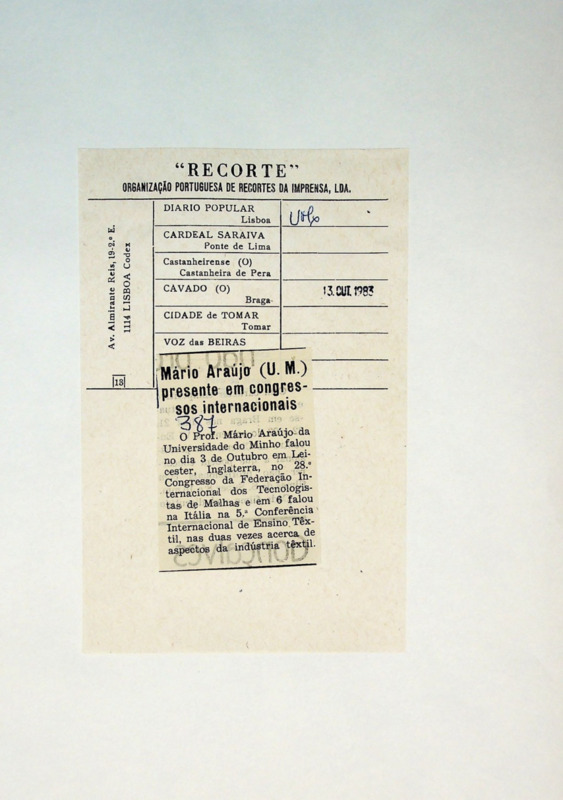 “RECORTE”
ORGANIZAÇÃO PORTUGUESA DE RECORTES DA IMPRENSA, LDA.
Av. Almirante Reis, 19-2.º E.
1114 LISBOA Codex
DIARIO POPULAR
Lisboa
CARDEAL SARAIVA
Ponte de Lima
Castanheirense (O)
Castanheira de Pera
CAVADO (O)
Braga
13. OUT. 1983
CIDADE de TOMAR
Tomar
VOZ das BEIRAS
13
Mário Araújo (U. M.)
presente em congres-
sos internacionais
387
O Prof. Mário Araújo da
Universidade do Minho falou
no dia 3 de Outubro em Lei-
cester, Inglaterra, no 28.º
Congresso da Federação In-
ternacional dos Tecnologis-
tas de Malhas e em 6 falou
na Itália na 5.ª Conferência
Internacional de Ensino Têx-
til, nas duas vezes acerca de
aspectos da indústria têxtil.